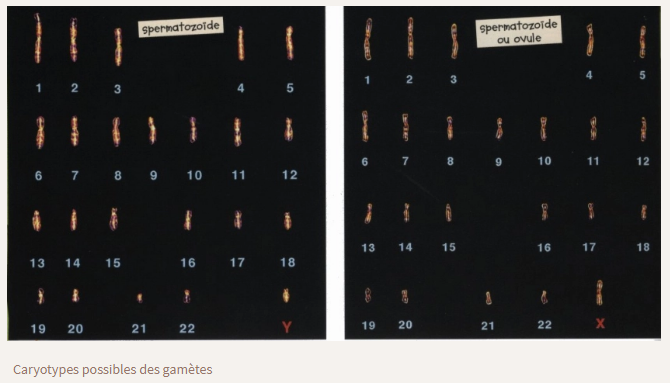 spermatozoïde
1 2 3 4 5
6 7 8 9 10 11 12
13 14 15 16 17 18
19 20 21 22 Y
spermatozoïde
ou ovule
1 2 3 4 5
6 7 8 9 10 11 12
13 14 15 16 17 18
19 20 21 22 X
Caryotypes possibles des gamètes